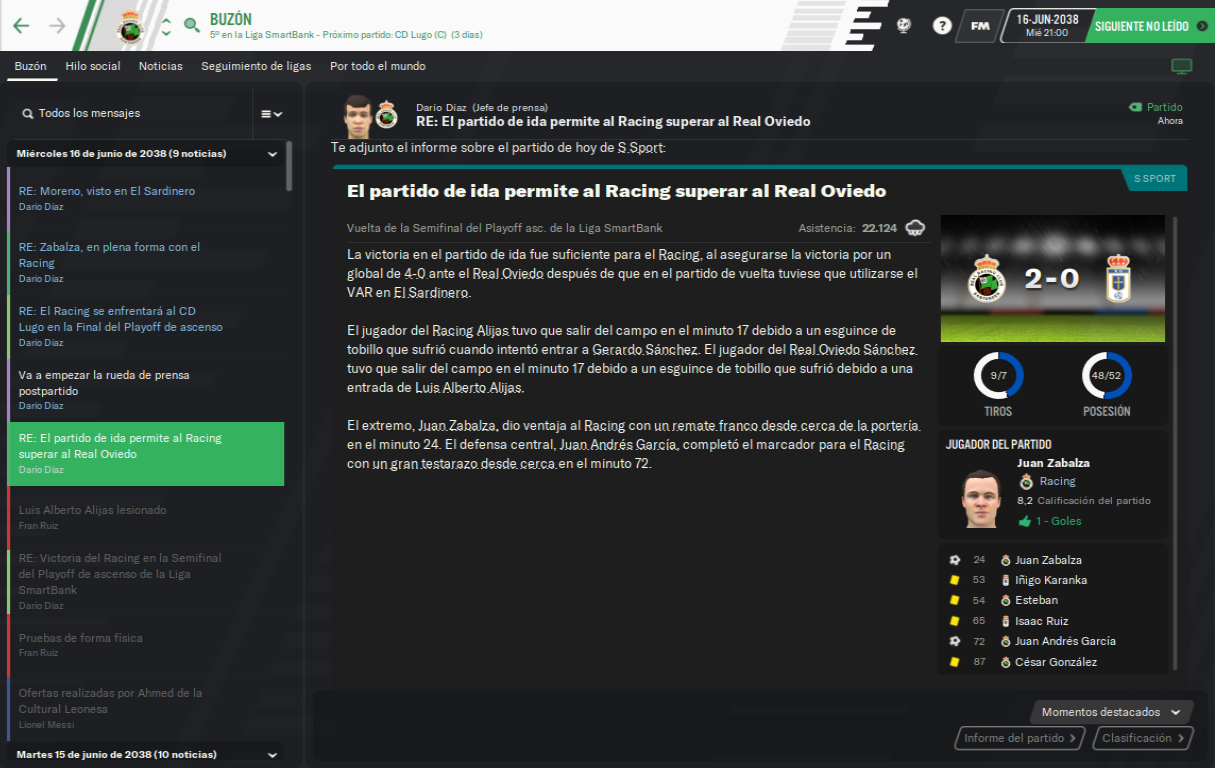 BUZÓN
5º en la Liga SmartBank - Próximo partido: CD Lugo (C) (3 días)
?
FM
16-JUN-2038
Mié 21:00
SIGUIENTE NO LEÍDO
Buzón
Hilo social
Noticias
Seguimiento de ligas
Por todo el mundo
Todos los mensajes
Miércoles 16 de junio de 2038 (9 noticias)
RE: Moreno, visto en El Sardinero
Darío Díaz
RE: Zabalza, en plena forma con el
Racing
Darío Díaz
RE: El Racing se enfrentará al CD
Lugo en la Final del Playoff de ascenso
Darío Díaz
Va a empezar la rueda de prensa
postpartido
Darío Díaz
RE: El partido de ida permite al Racing
superar al Real Oviedo
Darío Díaz
Luis Alberto Alijas lesionado
Fran Ruiz
RE: Victoria del Racing en la Semifinal
del Playoff de ascenso de la Liga
SmartBank
Darío Díaz
Pruebas de forma física
Fran Ruiz
Ofertas realizadas por Ahmed de la
Cultural Leonesa
Lionel Messi
Martes 15 de junio de 2038 (10 noticias)
Darío Díaz (Jefe de prensa)
RE: El partido de ida permite al Racing superar al Real Oviedo
Partido
Ahora
Te adjunto el informe sobre el partido de hoy de S Sport:
S SPORT
El partido de ida permite al Racing superar al Real Oviedo
Vuelta de la Semifinal del Playoff asc. de la Liga SmartBank
Asistencia: 22.124
La victoria en el partido de ida fue suficiente para el Racing, al asegurarse la victoria por un
global de 4-0 ante el Real Oviedo después de que en el partido de vuelta tuviese que utilizarse el
VAR en El Sardinero.
El jugador del Racing Alijas tuvo que salir del campo en el minuto 17 debido a un esguince de
tobillo que sufrió cuando intentó entrar a Gerardo Sánchez. El jugador del Real Oviedo Sánchez
tuvo que salir del campo en el minuto 17 debido a un esguince de tobillo que sufrió debido a una
entrada de Luis Alberto Alijas.
El extremo, Juan Zabalza, dio ventaja al Racing con un remate franco desde cerca de la portería
en el minuto 24. El defensa central, Juan Andrés García, completó el marcador para el Racing
con un gran testarazo desde cerca en el minuto 72.
2-0
9/7
TIROS
48/52
POSESIÓN
JUGADOR DEL PARTIDO
Juan Zabalza
Racing
8,2 Calificación del partido
1 - Goles
24 Juan Zabalza
53 Iñigo Karanka
54 Esteban
65 Isaac Ruiz
72 Juan Andrés García
87 César González
Momentos destacados
Informe del partido
Clasificación